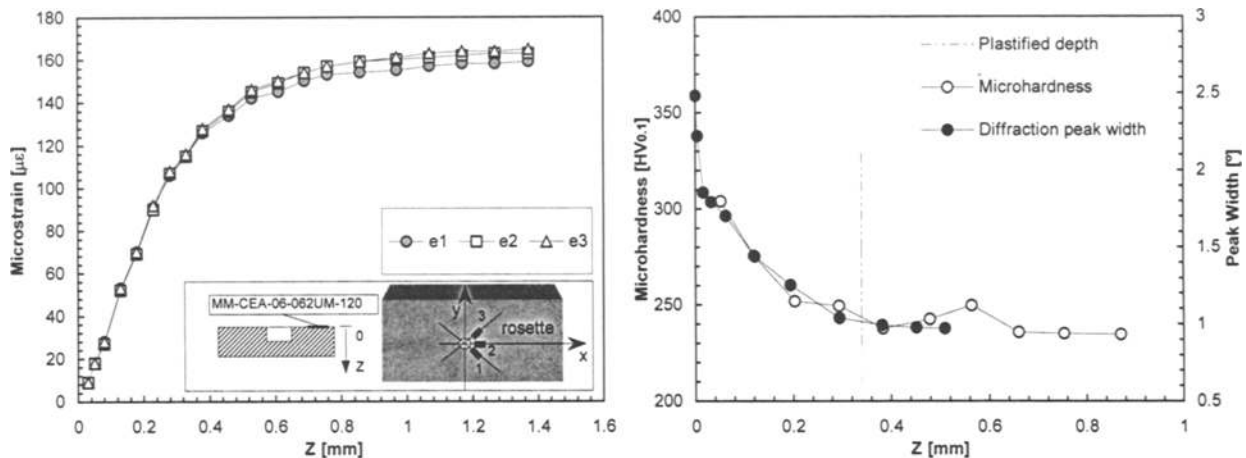 180
160
140
120
100
80
60
40
20
0
Microstrain [με]
0 0.2 0.4 0.6 0.8 1 1.2 1.4 1.6
Z [mm]
e1 e2 e3
MM-CEA-06-062UM-120
0
Z
y
3
rosette
2
1
x
400
350
300
250
200
Microhardness [HV0.1]
0 0.2 0.4 0.6 0.8 1
Z [mm]
3
2.5
2
1.5
1
0.5
Peak Width [º]
Plastified depth
Microhardness
Diffraction peak width